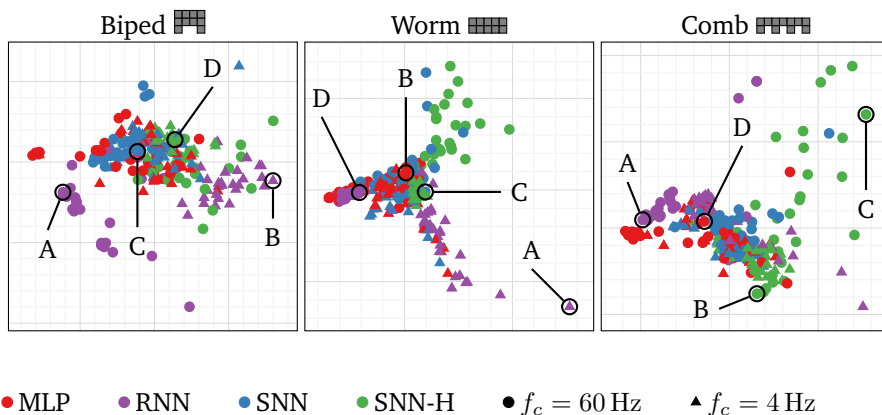 Biped Worm Comb
D B D
D A
A C B C A C
A B
B
MLP RNN SNN SNN-H f_c = 60 Hz f_c = 4 Hz